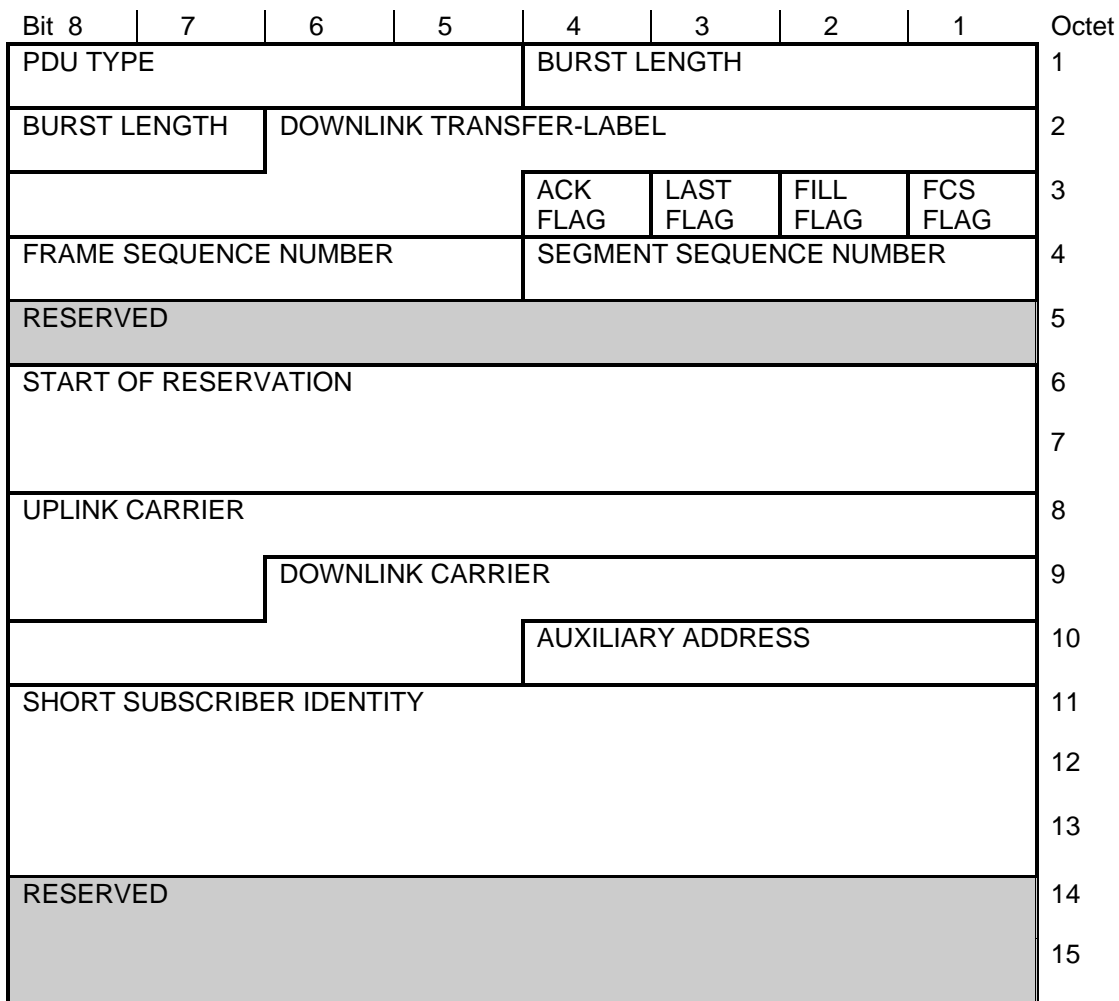 Bit 8 7 6 5 4 3 2 1 Octet
PDU TYPE BURST LENGTH 1
BURST LENGTH DOWNLINK TRANSFER-LABEL 2
ACK LAST FILL FCS 3
FLAG FLAG FLAG FLAG
FRAME SEQUENCE NUMBER SEGMENT SEQUENCE NUMBER 4
RESERVED 5
START OF RESERVATION 6
7
UPLINK CARRIER 8
DOWNLINK CARRIER 9
AUXILIARY ADDRESS 10
SHORT SUBSCRIBER IDENTITY 11
12
13
RESERVED 14
15